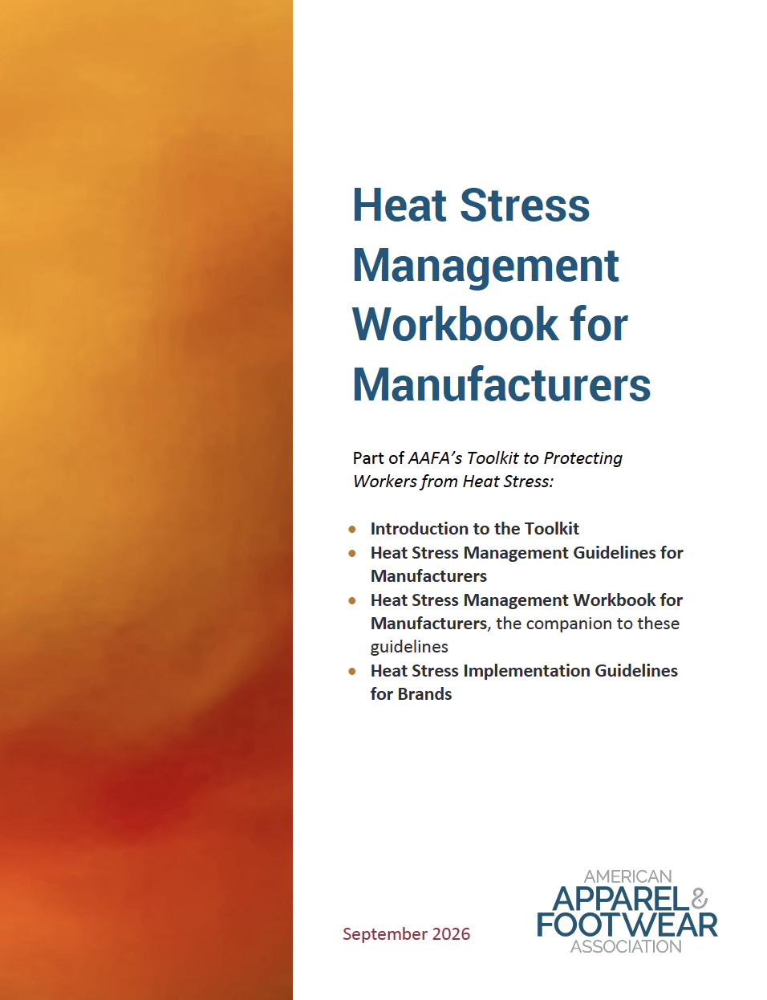 Heat Stress
Management
Workbook for
Manufacturers
Part of AAFA’s Toolkit to Protecting
Workers from Heat Stress:
• Introduction to the Toolkit
• Heat Stress Management Guidelines for
Manufacturers
• Heat Stress Management Workbook for
Manufacturers, the companion to these
guidelines
• Heat Stress Implementation Guidelines
for Brands
September 2026
AMERICAN
APPAREL &
FOOTWEAR
ASSOCIATION